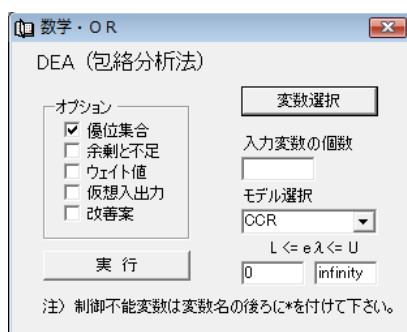 数学・OR
DEA（包絡分析法）
オプション
優位集合
余剰と不足
ウェイト値
仮想入出力
改善案
実 行
変数選択
入力変数の個数
モデル選択
CCR
L <= eλ <= U
0
infinity
注）制御不能変数は変数名の後ろに*を付けて下さい。